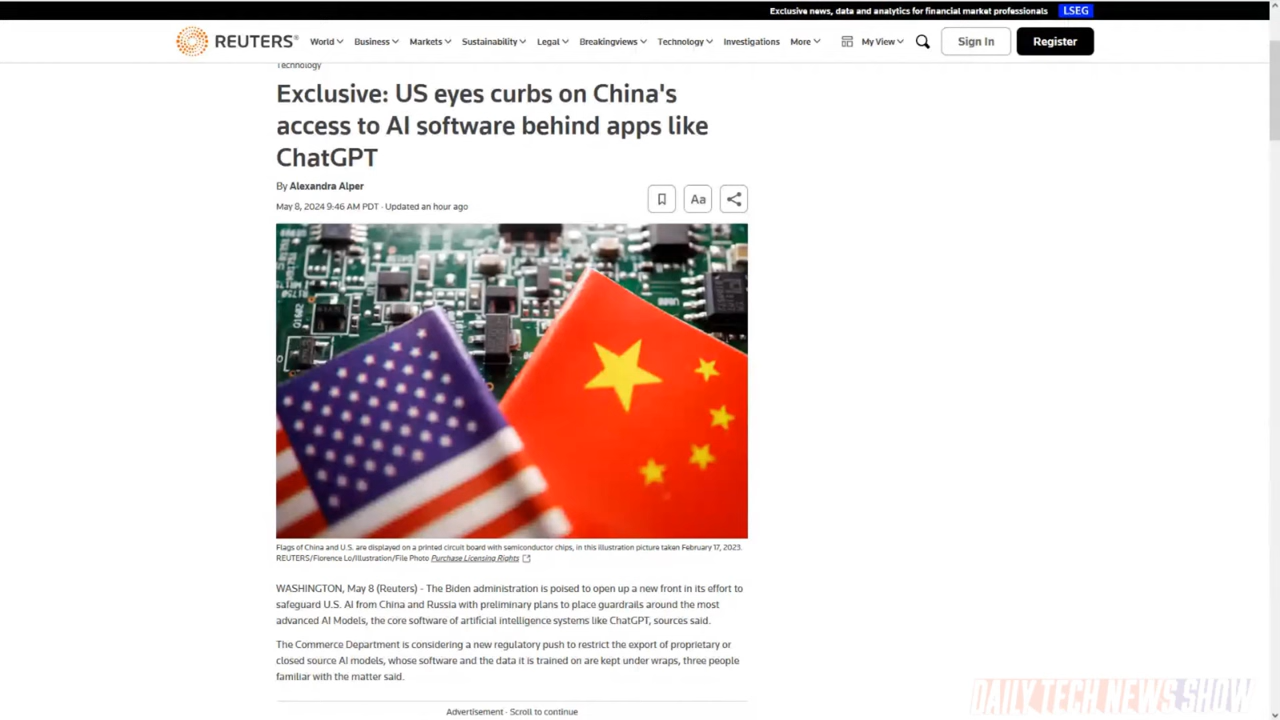 Exclusive news, data and analytics for financial market professionals LSEG
REUTERS® World Business Markets Sustainability Legal Breakingviews Technology Investigations More My View Sign In Register
Technology
Exclusive: US eyes curbs on China's
access to AI software behind apps like
ChatGPT
By Alexandra Alper
May 8, 2024 9:46 AM PDT · Updated an hour ago
Aa
Flags of China and U.S. are displayed on a printed circuit board with semiconductor chips, in this illustration picture taken February 17, 2023.
REUTERS/Florence Lo/Illustration/File Photo Purchase Licensing Rights
WASHINGTON, May 8 (Reuters) - The Biden administration is poised to open up a new front in its effort to
safeguard U.S. AI from China and Russia with preliminary plans to place guardrails around the most
advanced AI Models, the core software of artificial intelligence systems like ChatGPT, sources said.
The Commerce Department is considering a new regulatory push to restrict the export of proprietary or
closed source AI models, whose software and the data it is trained on are kept under wraps, three people
familiar with the matter said.
Advertisement · Scroll to continue
DAILY TECH NEWS SHOW